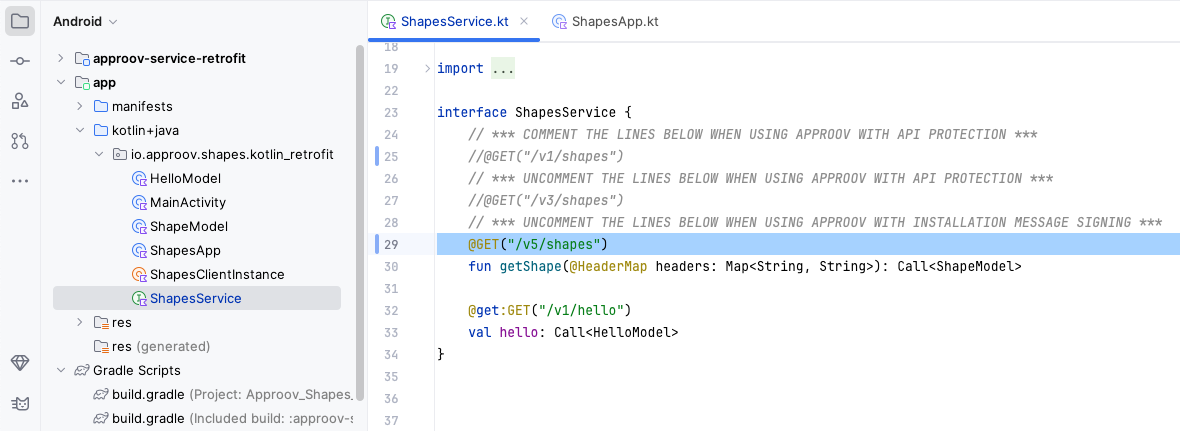 Android
approov-service-retrofit
app
manifests
kotlin+java
io.approov.shapes.kotlin_retrofit
HelloModel
MainActivity
ShapeModel
ShapesApp
ShapesClientInstance
ShapesService
res
res (generated)
Gradle Scripts
build.gradle (Project: Approov_Shapes_
build.gradle (Included build: :approov-s
ShapesService.kt
ShapesApp.kt
18
19 import ...
22
23 interface ShapesService {
24 // *** COMMENT THE LINES BELOW WHEN USING APPROOV WITH API PROTECTION ***
25 //@GET("/v1/shapes")
26 // *** UNCOMMENT THE LINES BELOW WHEN USING APPROOV WITH API PROTECTION ***
27 //@GET("/v3/shapes")
28 // *** UNCOMMENT THE LINES BELOW WHEN USING APPROOV WITH INSTALLATION MESSAGE SIGNING ***
29 @GET("/v5/shapes")
30 fun getShape(@HeaderMap headers: Map<String, String>): Call<ShapeModel>
31
32 @get:GET("/v1/hello")
33 val hello: Call<HelloModel>
34 }
35
36
37